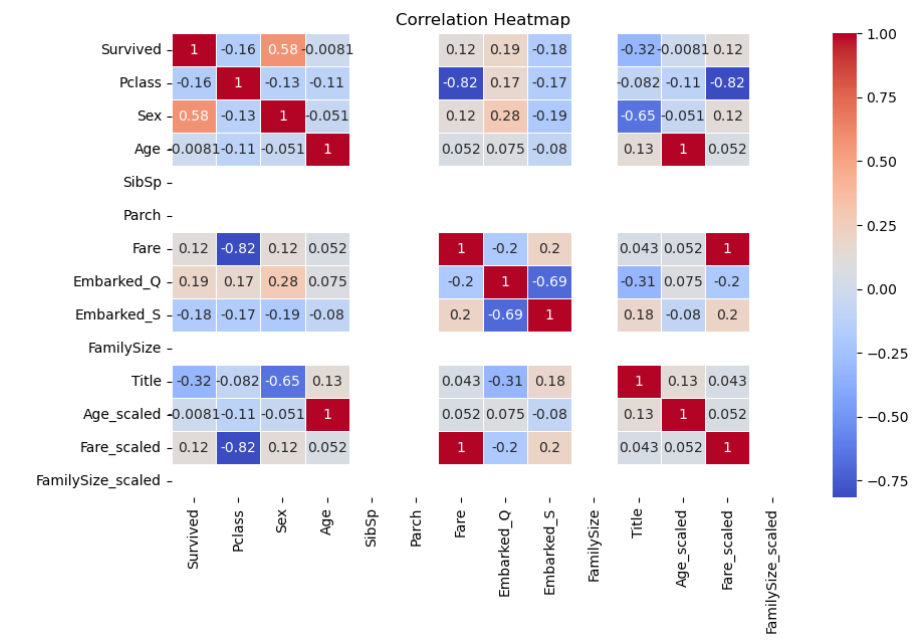 Correlation Heatmap
Survived 1 -0.16 0.58 -0.0081 0.12 0.19 -0.18 -0.32 -0.0081 0.12
Pclass -0.16 1 -0.13 -0.11 -0.82 0.17 -0.17 -0.082 -0.11 -0.82
Sex 0.58 -0.13 1 -0.051 0.12 0.28 -0.19 -0.65 -0.051 0.12
Age -0.0081 -0.11 -0.051 1 0.052 0.075 -0.08 0.13 1 0.052
SibSp
Parch
Fare 0.12 -0.82 0.12 0.052 1 -0.2 0.2 0.043 0.052 1
Embarked_Q 0.19 0.17 0.28 0.075 -0.2 1 -0.69 -0.31 0.075 -0.2
Embarked_S -0.18 -0.17 -0.19 -0.08 0.2 -0.69 1 0.18 -0.08 0.2
FamilySize
Title -0.32 -0.082 -0.65 0.13 0.043 -0.31 0.18 1 0.13 0.043
Age_scaled -0.0081 -0.11 -0.051 1 0.052 0.075 -0.08 0.13 1 0.052
Fare_scaled 0.12 -0.82 0.12 0.052 1 -0.2 0.2 0.043 0.052 1
FamilySize_scaled
Survived
Pclass
Sex
Age
SibSp
Parch
Fare
Embarked_Q
Embarked_S
FamilySize
Title
Age_scaled
Fare_scaled
FamilySize_scaled
1.00
0.75
0.50
0.25
0.00
−0.25
−0.50
−0.75